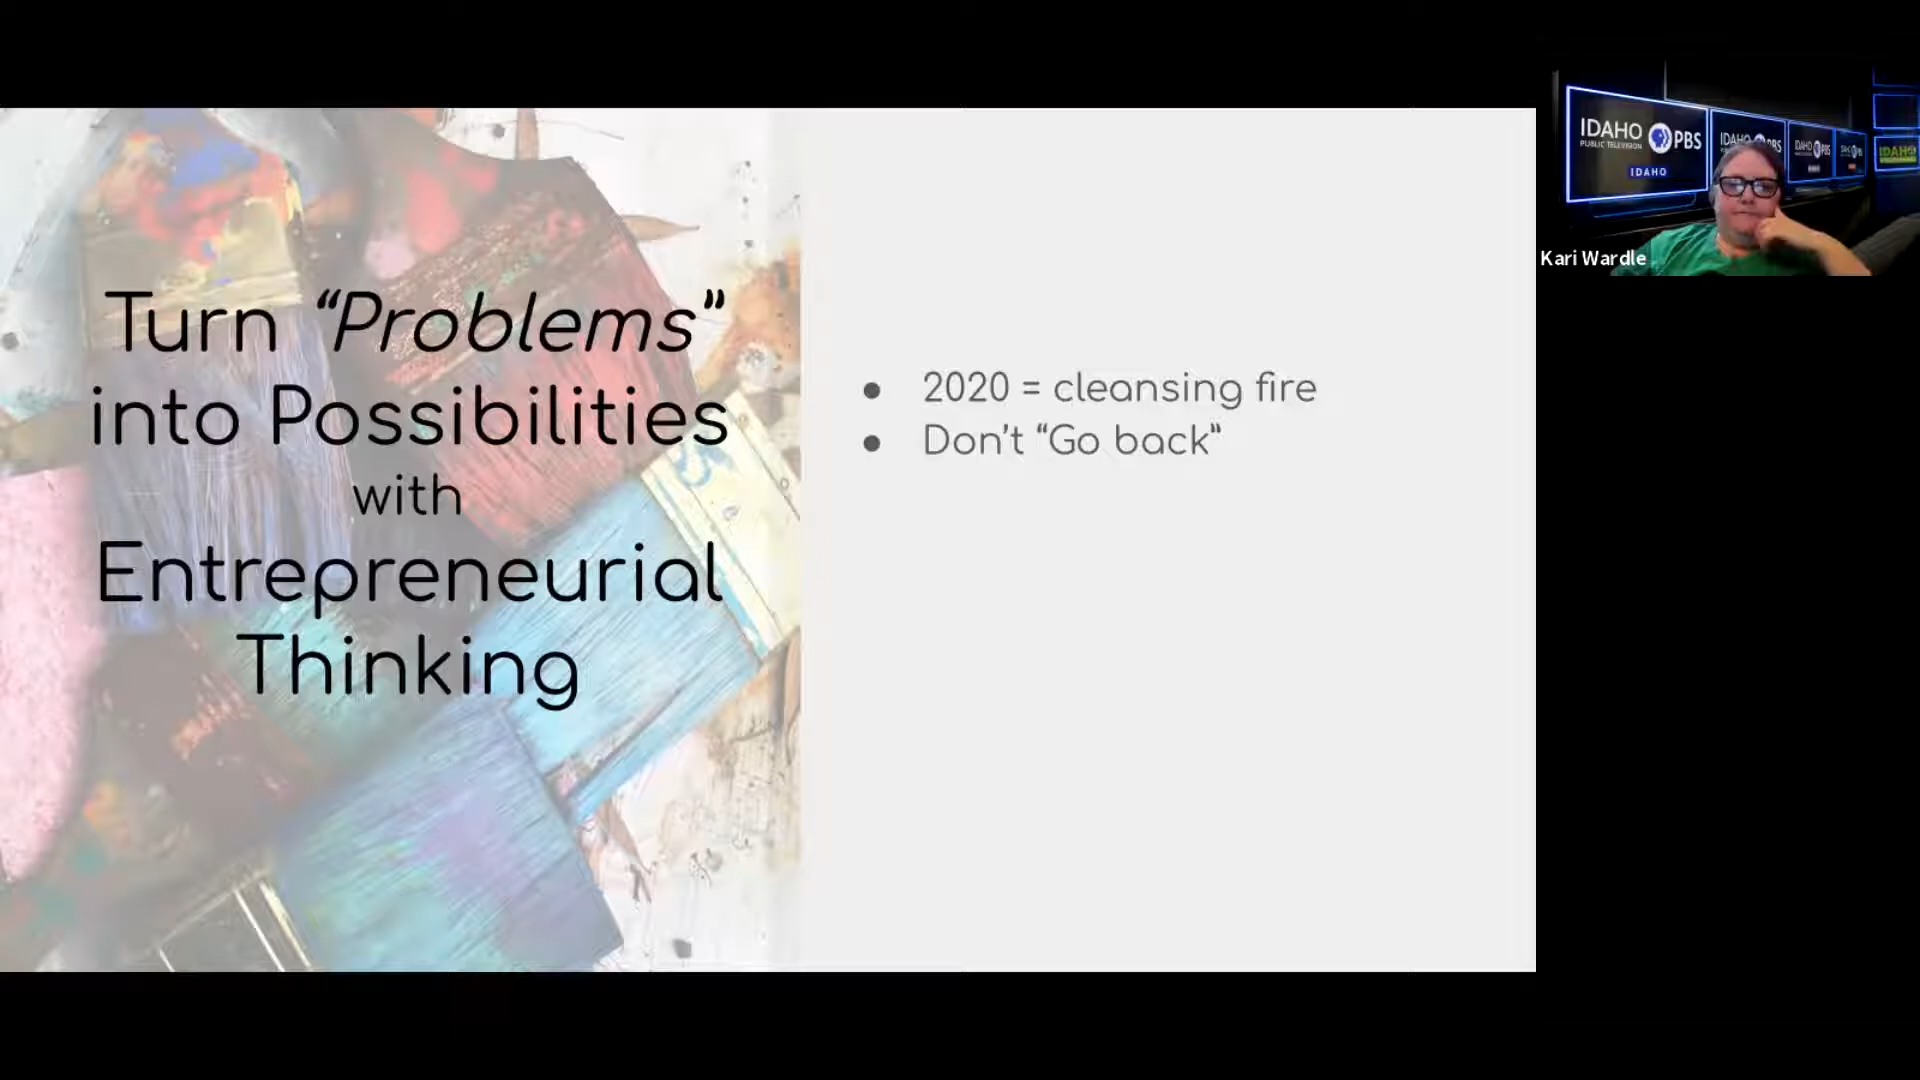 Turn “Problems”
into Possibilities
with
Entrepreneurial
Thinking
● 2020 = cleansing fire
● Don’t “Go back”
IDAHO PBS
PUBLIC TELEVISION
IDAHO
Kari Wardle